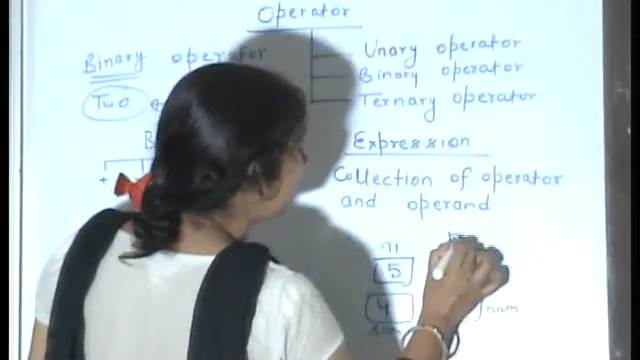 Operator
Binary operator
Two
Unary operator
Binary operator
Ternary operator
B
+
Expression
Collection of operator
and operand
n1
5
4
num